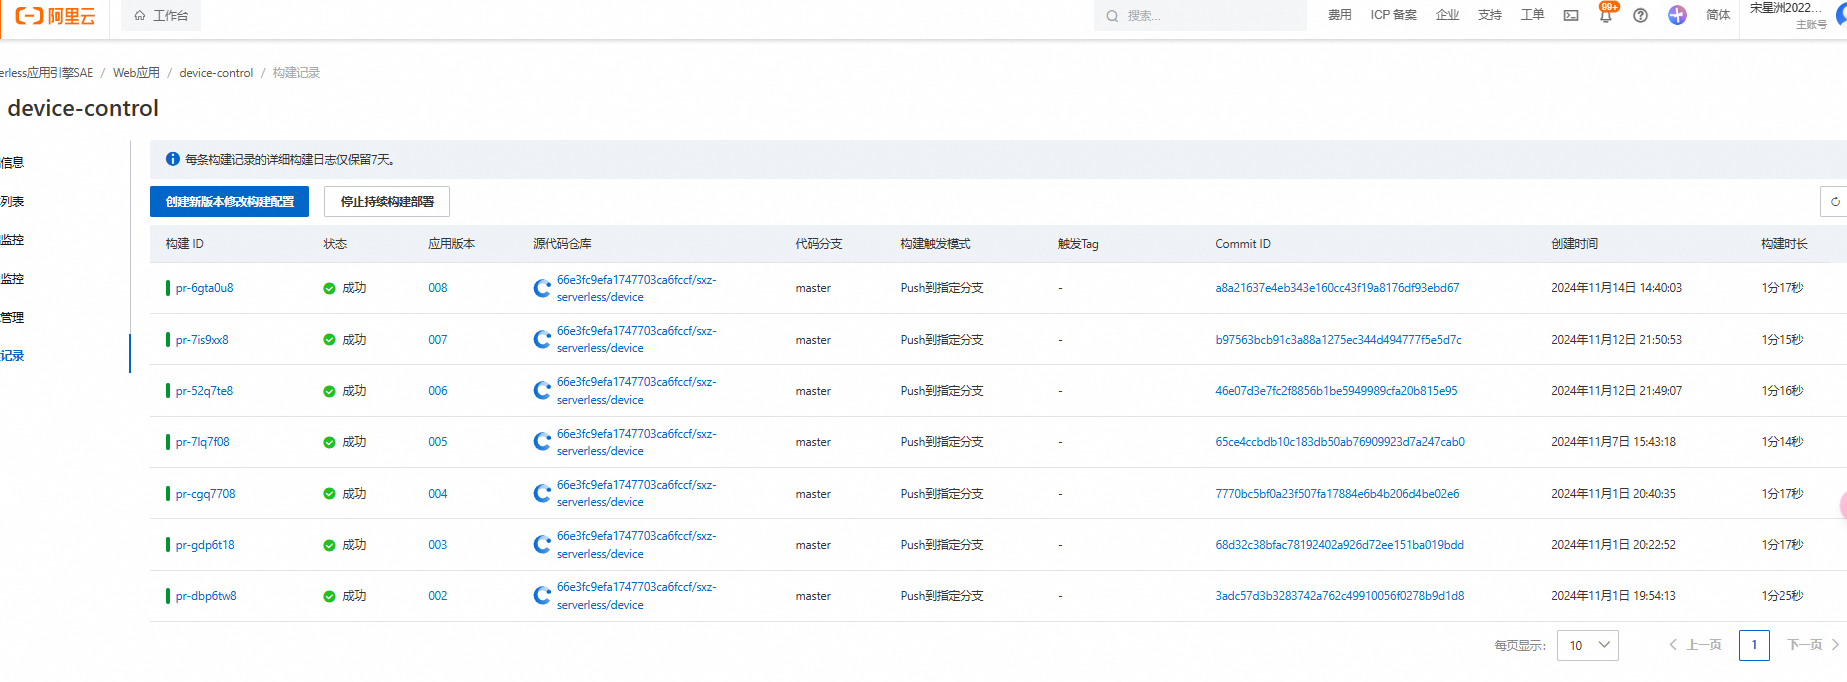 阿里云
工作台
搜索...
费用
ICP 备案
企业
支持
工单
99+
简体
宋星洲2022...
主账号
erless应用引擎SAE / Web应用 / device-control / 构建记录
device-control
信息
列表
监控
监控
管理
记录
每条构建记录的详细构建日志仅保留7天。
创建新版本修改构建配置
停止持续构建部署
构建 ID 状态 应用版本 源代码仓库 代码分支 构建触发模式 触发Tag Commit ID 创建时间 构建时长
pr-6gta0u8 成功 008 66e3fc9efa1747703ca6fccf/sxz-serverless/device master Push到指定分支 - a8a21637e4eb343e160cc43f19a8176df93ebd67 2024年11月14日 14:40:03 1分17秒
pr-7is9xx8 成功 007 66e3fc9efa1747703ca6fccf/sxz-serverless/device master Push到指定分支 - b97563bcb91c3a88a1275ec344d494777f5e5d7c 2024年11月12日 21:50:53 1分15秒
pr-52q7te8 成功 006 66e3fc9efa1747703ca6fccf/sxz-serverless/device master Push到指定分支 - 46e07d3e7fc2f8856b1be5949989cfa20b815e95 2024年11月12日 21:49:07 1分16秒
pr-7lq7f08 成功 005 66e3fc9efa1747703ca6fccf/sxz-serverless/device master Push到指定分支 - 65ce4ccbdb10c183db50ab76909923d7a247cab0 2024年11月7日 15:43:18 1分14秒
pr-cgq7708 成功 004 66e3fc9efa1747703ca6fccf/sxz-serverless/device master Push到指定分支 - 7770bc5bf0a23f507fa17884e6b4b206d4be02e6 2024年11月1日 20:40:35 1分17秒
pr-gdp6t18 成功 003 66e3fc9efa1747703ca6fccf/sxz-serverless/device master Push到指定分支 - 68d32c38bfac78192402a926d72ee151ba019bdd 2024年11月1日 20:22:52 1分17秒
pr-dbp6tw8 成功 002 66e3fc9efa1747703ca6fccf/sxz-serverless/device master Push到指定分支 - 3adc57d3b3283742a762c49910056f0278b9d1d8 2024年11月1日 19:54:13 1分25秒
每页显示: 10 上一页 1 下一页